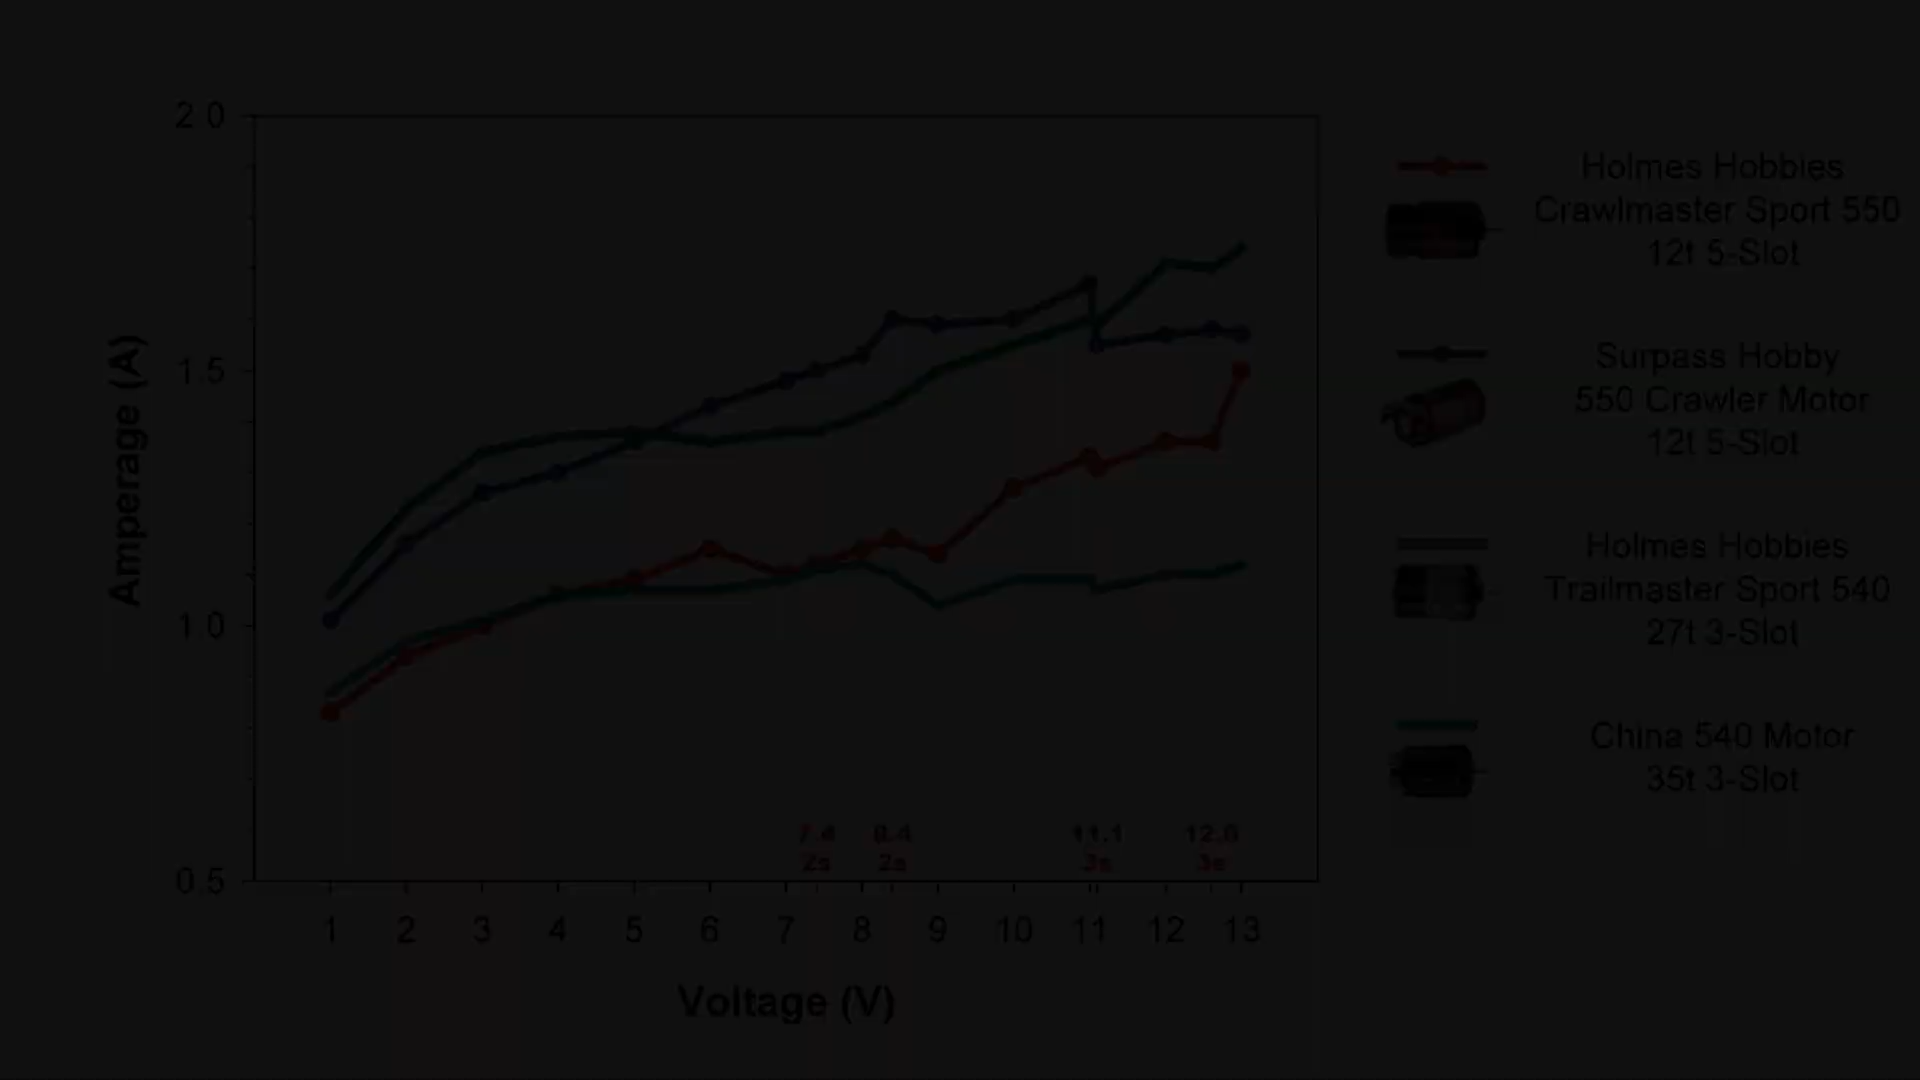 2.0
1.5
1.0
0.5
Amperage (A)
7.4
2s
8.4
2s
11.1
3s
12.6
3s
1 2 3 4 5 6 7 8 9 10 11 12 13
Voltage (V)
Holmes Hobbies
Crawlmaster Sport 550
12t 5-Slot
Surpass Hobby
550 Crawler Motor
12t 5-Slot
Holmes Hobbies
Trailmaster Sport 540
27t 3-Slot
China 540 Motor
35t 3-Slot